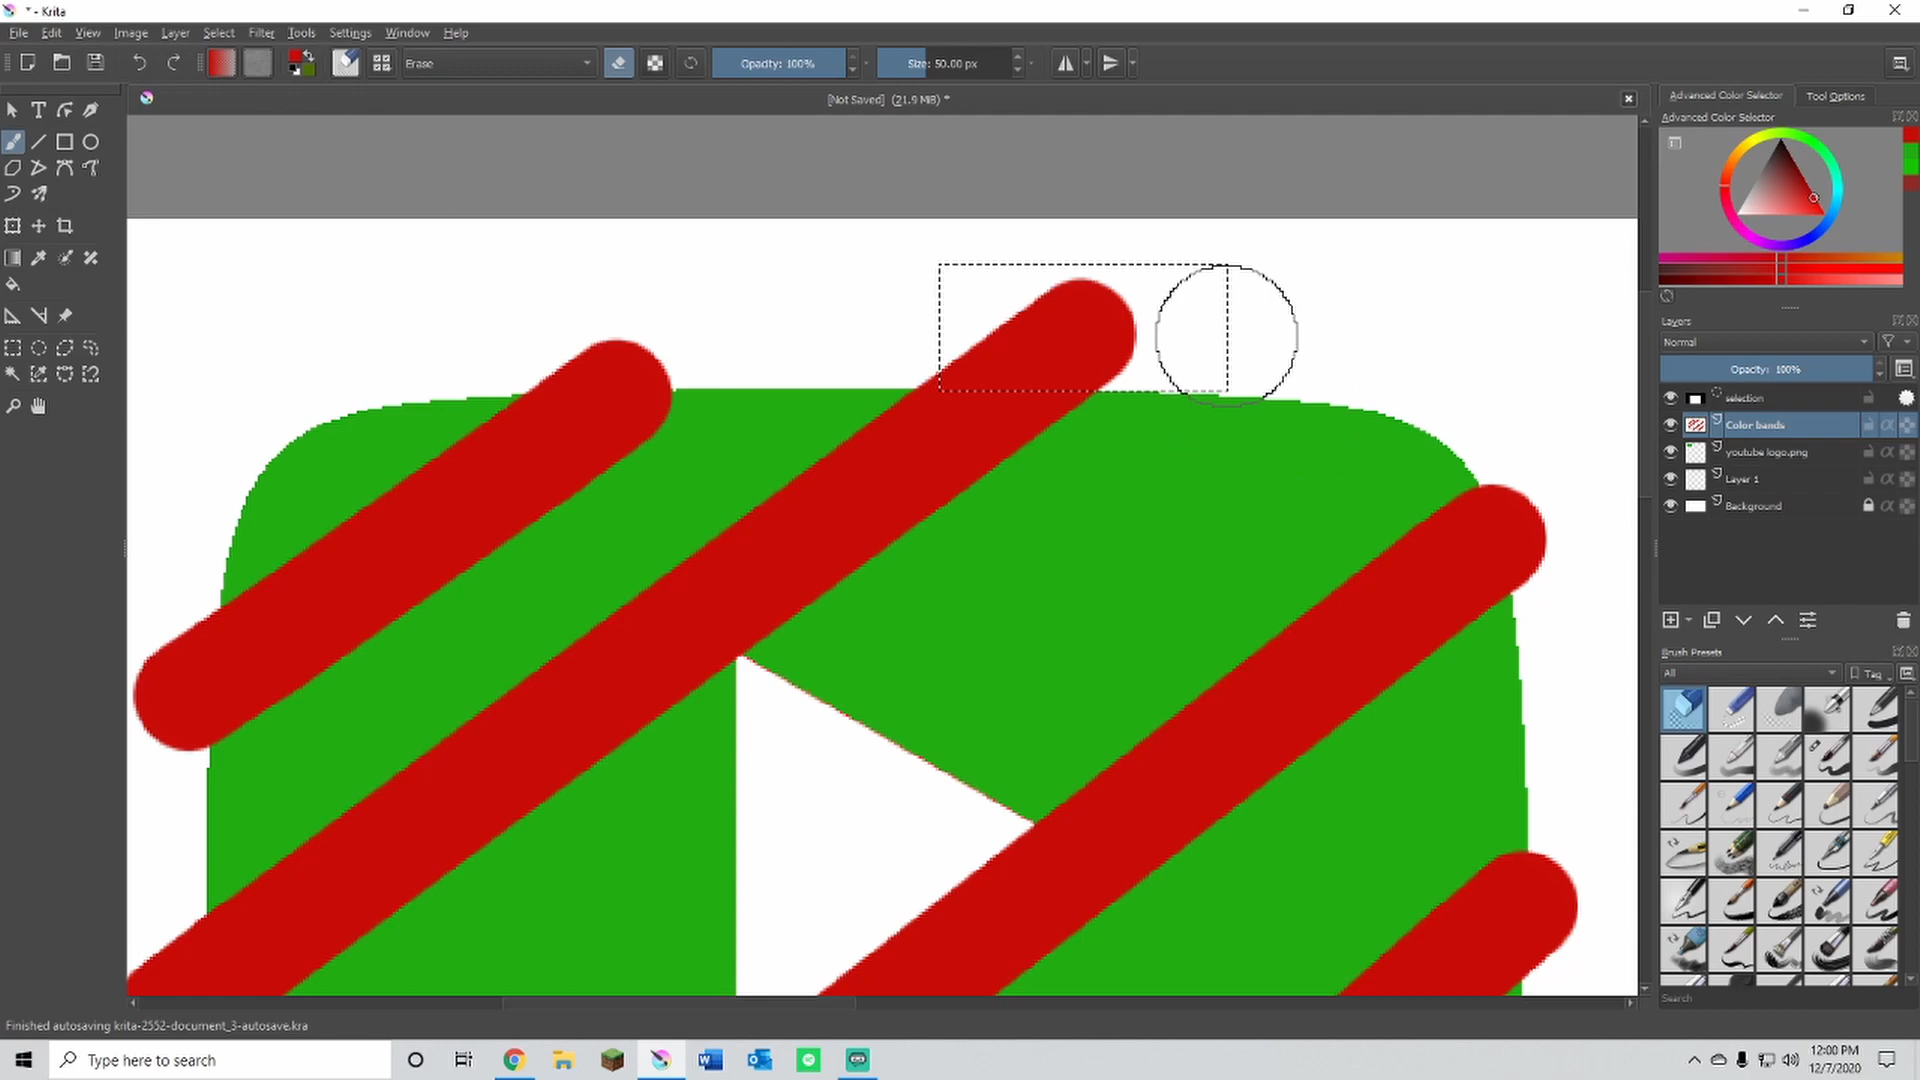 * - Krita
File Edit View Image Layer Select Filter Tools Settings Window Help
Erase Opacity: 100% Size: 50.00 px
[Not Saved] (21.9 MiB) *
Advanced Color Selector Tool Options
Advanced Color Selector
Layers
Normal
Opacity: 100%
selection
Color bands
youtube logo.png
Layer 1
Background
Brush Presets
All Tag
Search
Finished autosaving krita-2552-document_3-autosave.kra
Type here to search
12:00 PM
12/7/2020